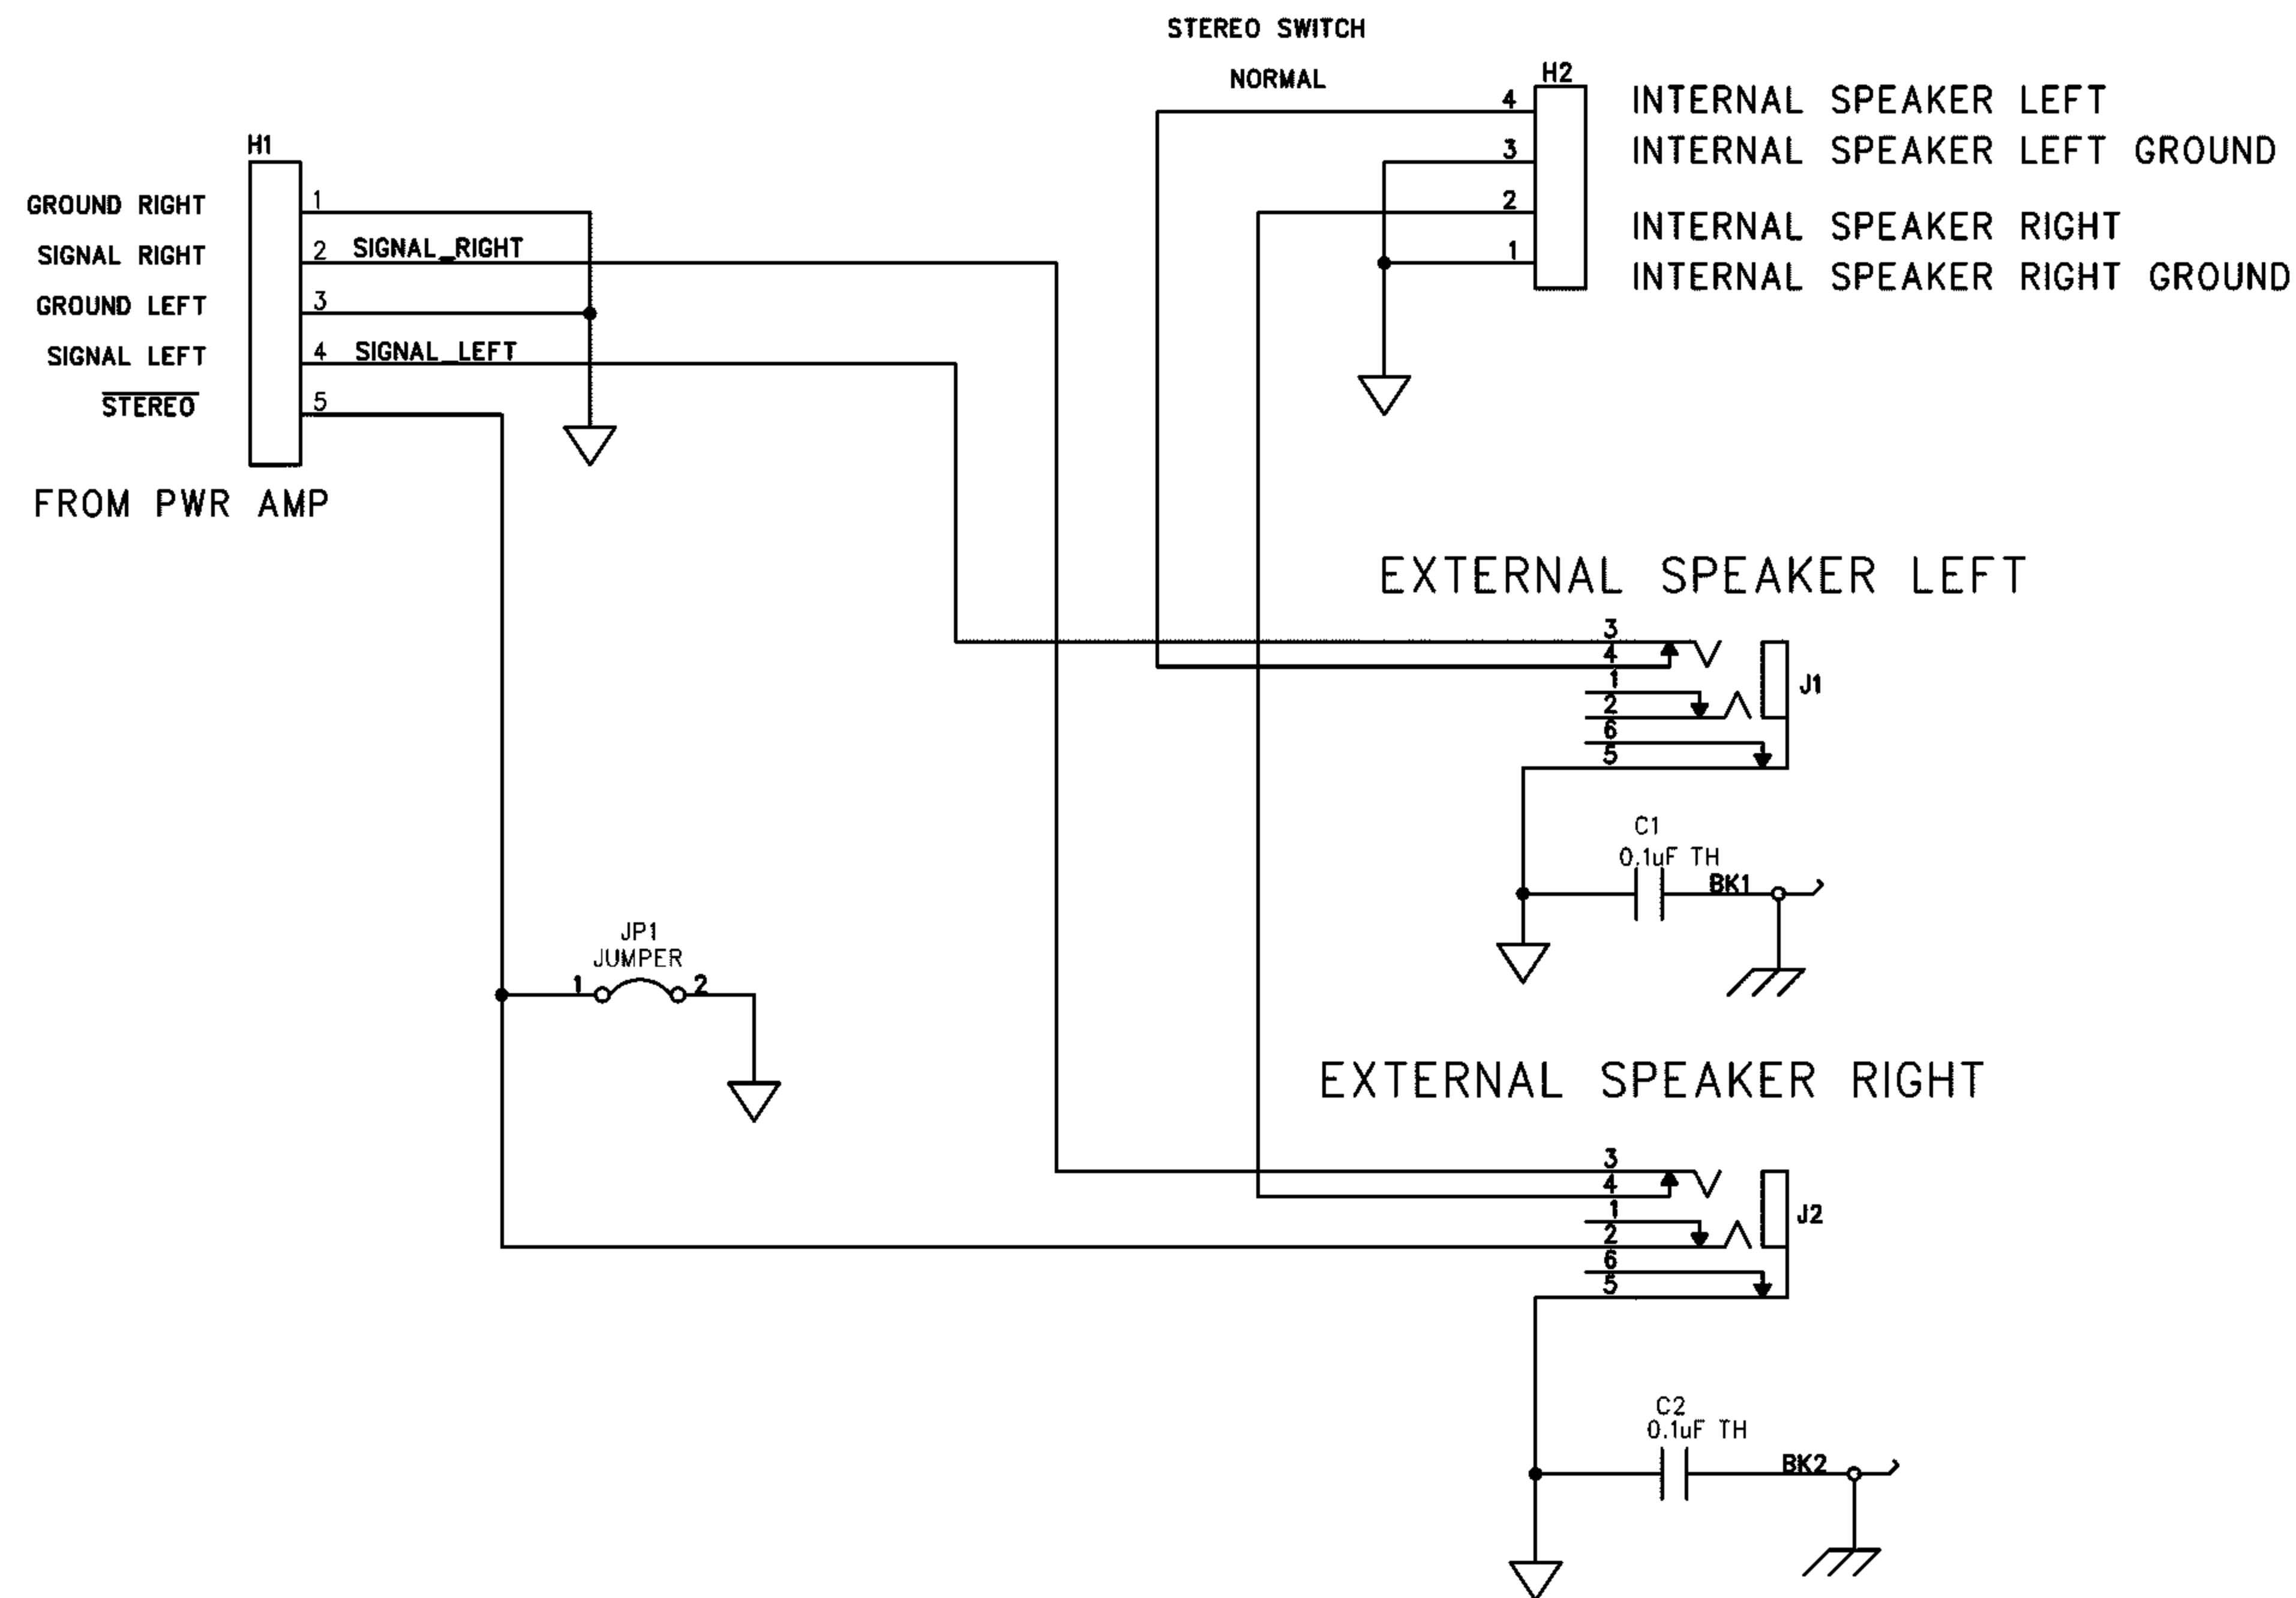 STEREO SWITCH
NORMAL
H2
4
INTERNAL SPEAKER LEFT
3
INTERNAL SPEAKER LEFT GROUND
2
INTERNAL SPEAKER RIGHT
1
INTERNAL SPEAKER RIGHT GROUND
H1
GROUND RIGHT
1
SIGNAL RIGHT
2
SIGNAL_RIGHT
GROUND LEFT
3
SIGNAL LEFT
4
SIGNAL_LEFT
STEREO
5
FROM PWR AMP
EXTERNAL SPEAKER LEFT
3
4
1
2
6
5
J1
C1
0.1uF TH
BK1
JP1
JUMPER
1
2
EXTERNAL SPEAKER RIGHT
3
4
1
2
6
5
J2
C2
0.1uF TH
BK2